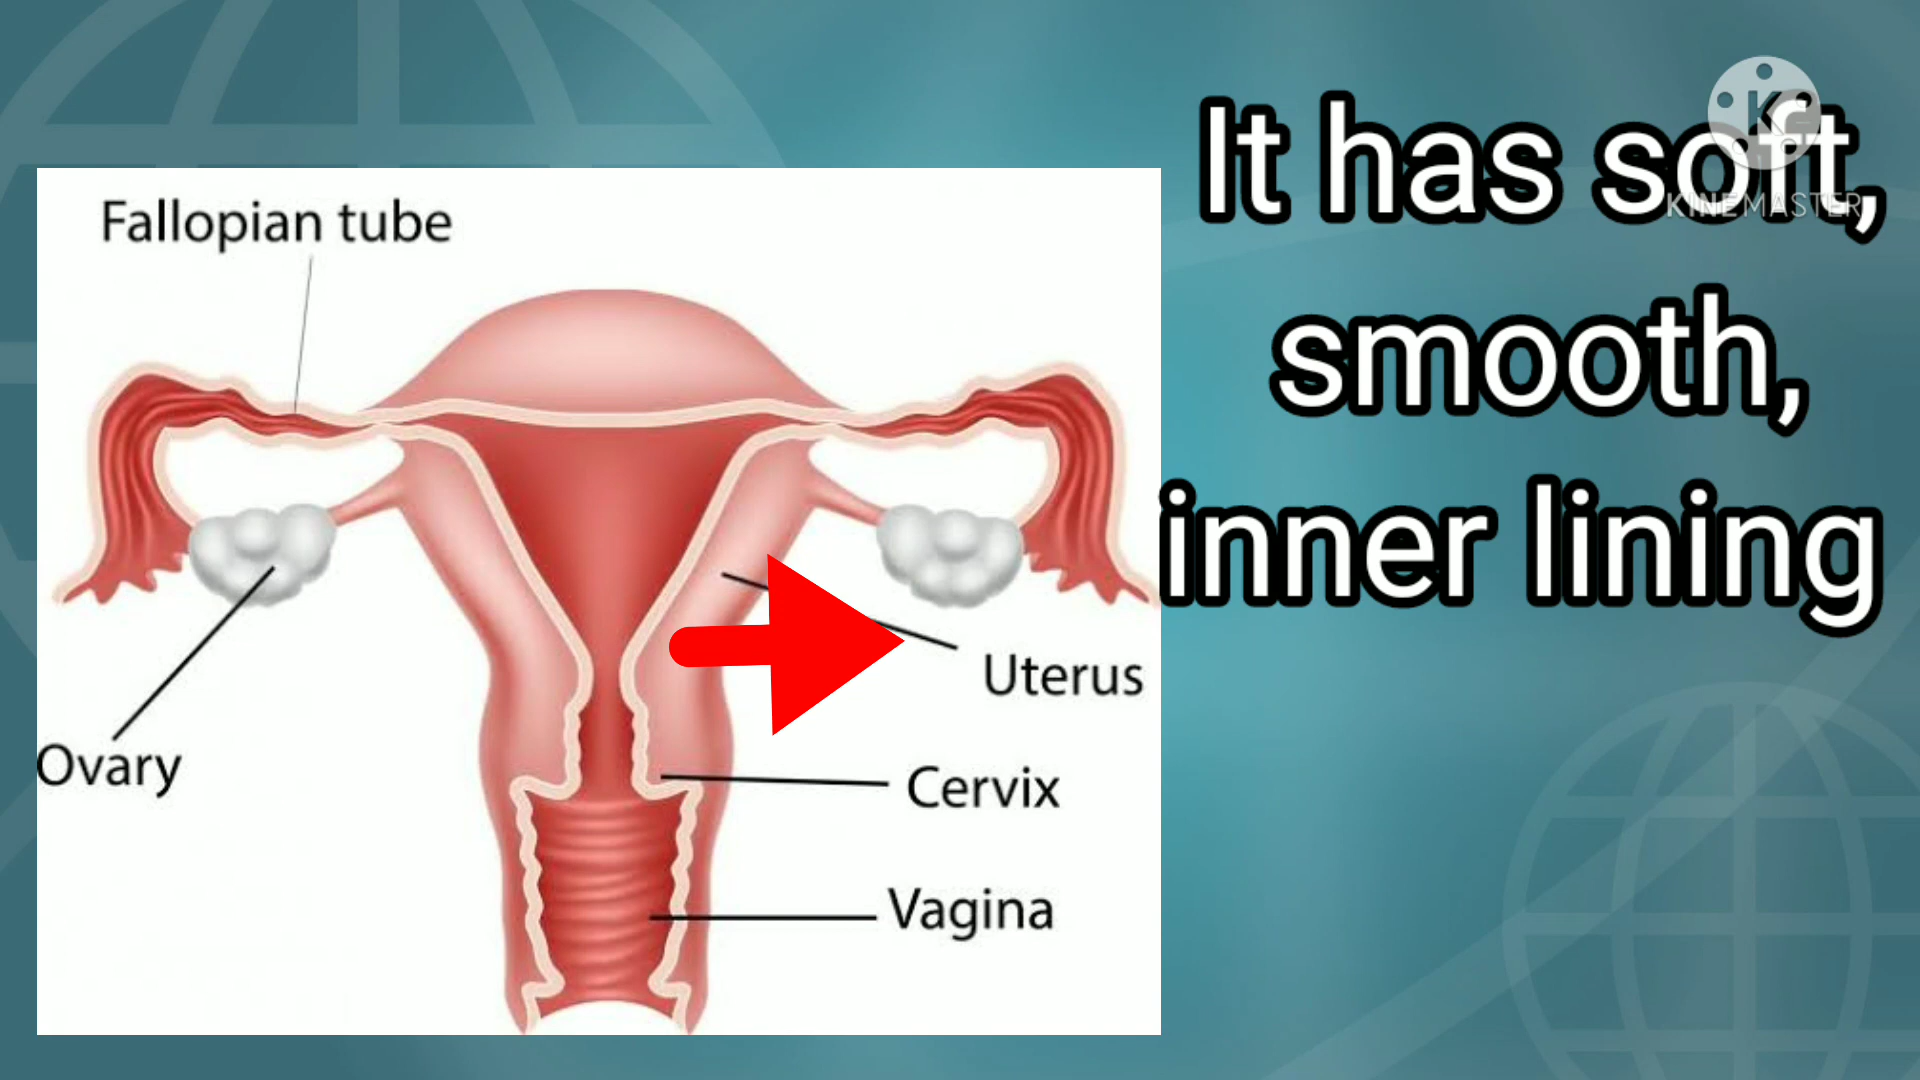 Fallopian tube
Ovary
Uterus
Cervix
Vagina
It has soft,
smooth,
inner lining
K
KINEMASTER